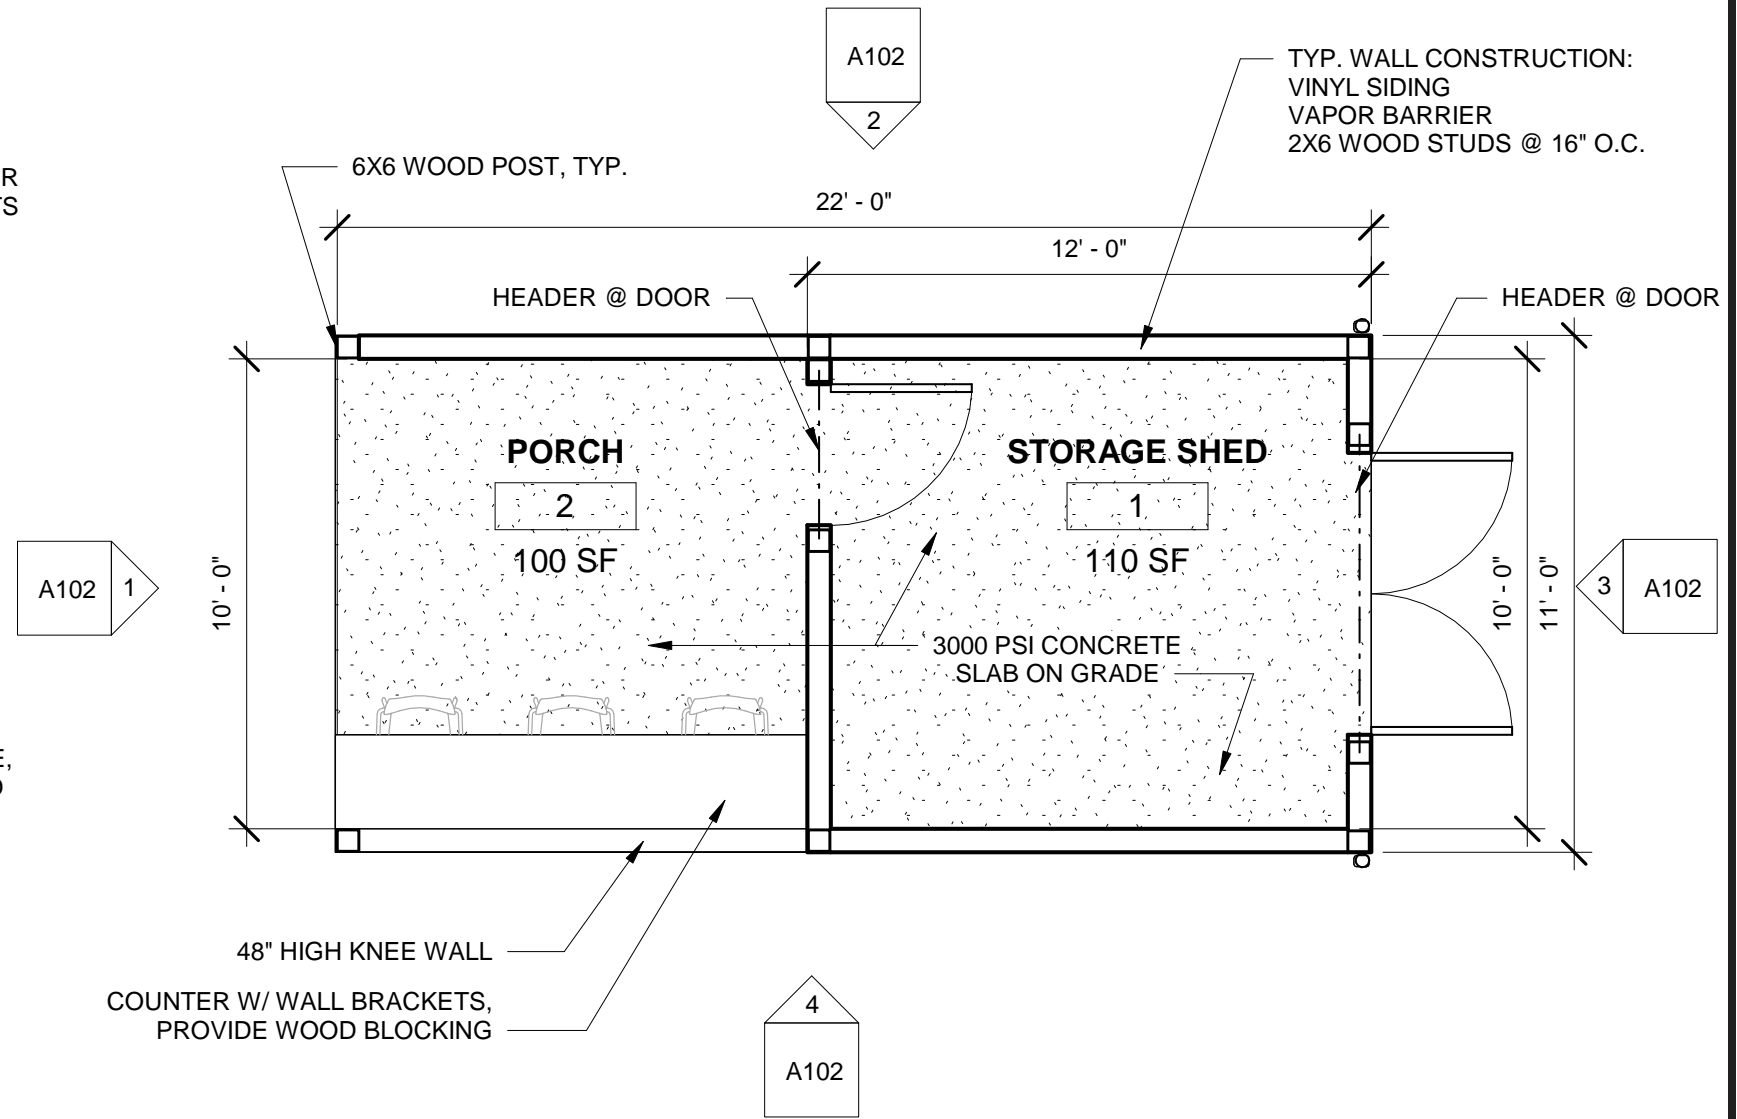 A102
2
TYP. WALL CONSTRUCTION:
VINYL SIDING
VAPOR BARRIER
2X6 WOOD STUDS @ 16" O.C.
6X6 WOOD POST, TYP.
R
TS
22' - 0"
12' - 0"
HEADER @ DOOR
HEADER @ DOOR
PORCH
2
100 SF
STORAGE SHED
1
110 SF
A102
1
10' - 0"
10' - 0"
11' - 0"
3
A102
3000 PSI CONCRETE
SLAB ON GRADE
E,
48" HIGH KNEE WALL
COUNTER W/ WALL BRACKETS,
PROVIDE WOOD BLOCKING
4
A102